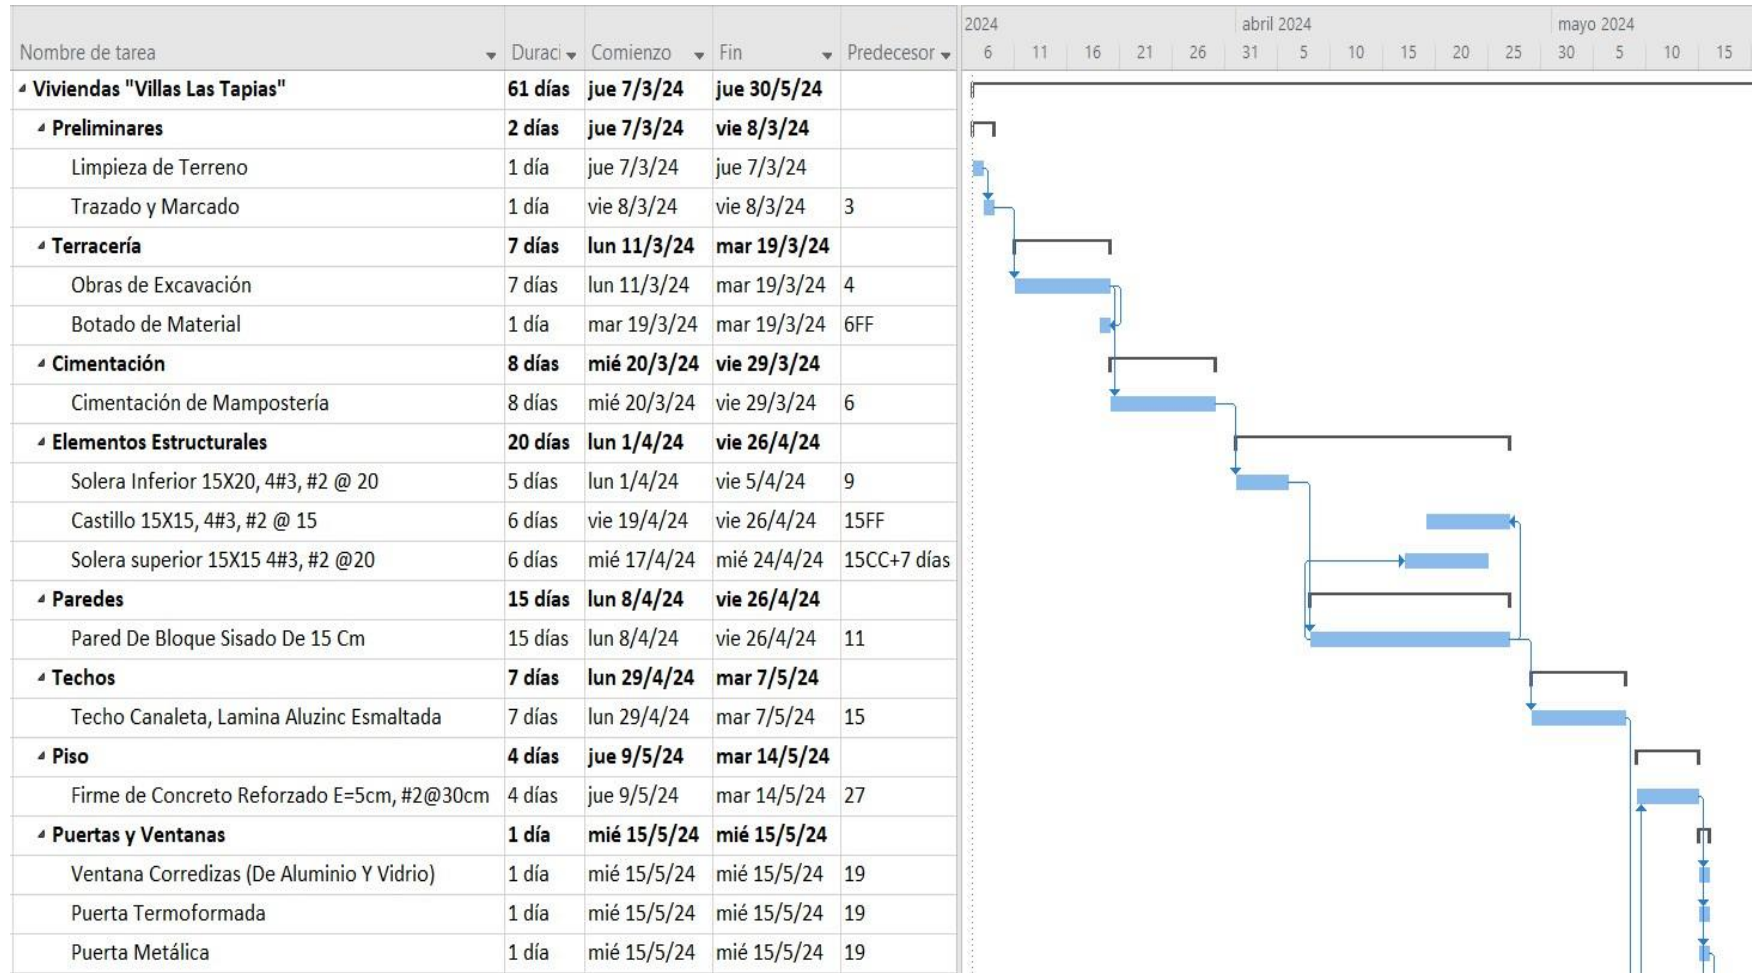 2024 abril 2024 mayo 2024
Nombre de tarea Duraci Comienzo Fin Predecesor 6 11 16 21 26 31 5 10 15 20 25 30 5 10 15
Viviendas "Villas Las Tapias" 61 días jue 7/3/24 jue 30/5/24
Preliminares 2 días jue 7/3/24 vie 8/3/24
Limpieza de Terreno 1 día jue 7/3/24 jue 7/3/24
Trazado y Marcado 1 día vie 8/3/24 vie 8/3/24 3
Terracería 7 días lun 11/3/24 mar 19/3/24
Obras de Excavación 7 días lun 11/3/24 mar 19/3/24 4
Botado de Material 1 día mar 19/3/24 mar 19/3/24 6FF
Cimentación 8 días mié 20/3/24 vie 29/3/24
Cimentación de Mampostería 8 días mié 20/3/24 vie 29/3/24 6
Elementos Estructurales 20 días lun 1/4/24 vie 26/4/24
Solera Inferior 15X20, 4#3, #2 @ 20 5 días lun 1/4/24 vie 5/4/24 9
Castillo 15X15, 4#3, #2 @ 15 6 días vie 19/4/24 vie 26/4/24 15FF
Solera superior 15X15 4#3, #2 @20 6 días mié 17/4/24 mié 24/4/24 15CC+7 días
Paredes 15 días lun 8/4/24 vie 26/4/24
Pared De Bloque Sisado De 15 Cm 15 días lun 8/4/24 vie 26/4/24 11
Techos 7 días lun 29/4/24 mar 7/5/24
Techo Canaleta, Lamina Aluzinc Esmaltada 7 días lun 29/4/24 mar 7/5/24 15
Piso 4 días jue 9/5/24 mar 14/5/24
Firme de Concreto Reforzado E=5cm, #2@30cm 4 días jue 9/5/24 mar 14/5/24 27
Puertas y Ventanas 1 día mié 15/5/24 mié 15/5/24
Ventana Corredizas (De Aluminio Y Vidrio) 1 día mié 15/5/24 mié 15/5/24 19
Puerta Termoformada 1 día mié 15/5/24 mié 15/5/24 19
Puerta Metálica 1 día mié 15/5/24 mié 15/5/24 19